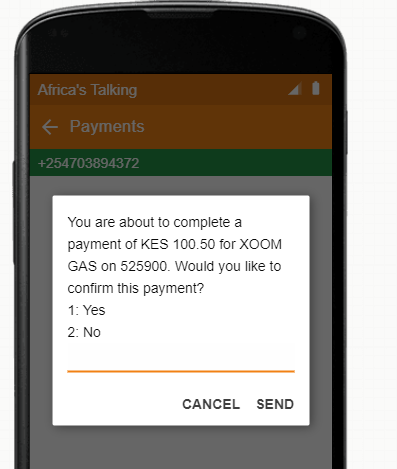 Africa's Talking
Payments
+254703894372
You are about to complete a
payment of KES 100.50 for XOOM
GAS on 525900. Would you like to
confirm this payment?
1: Yes
2: No
CANCEL SEND